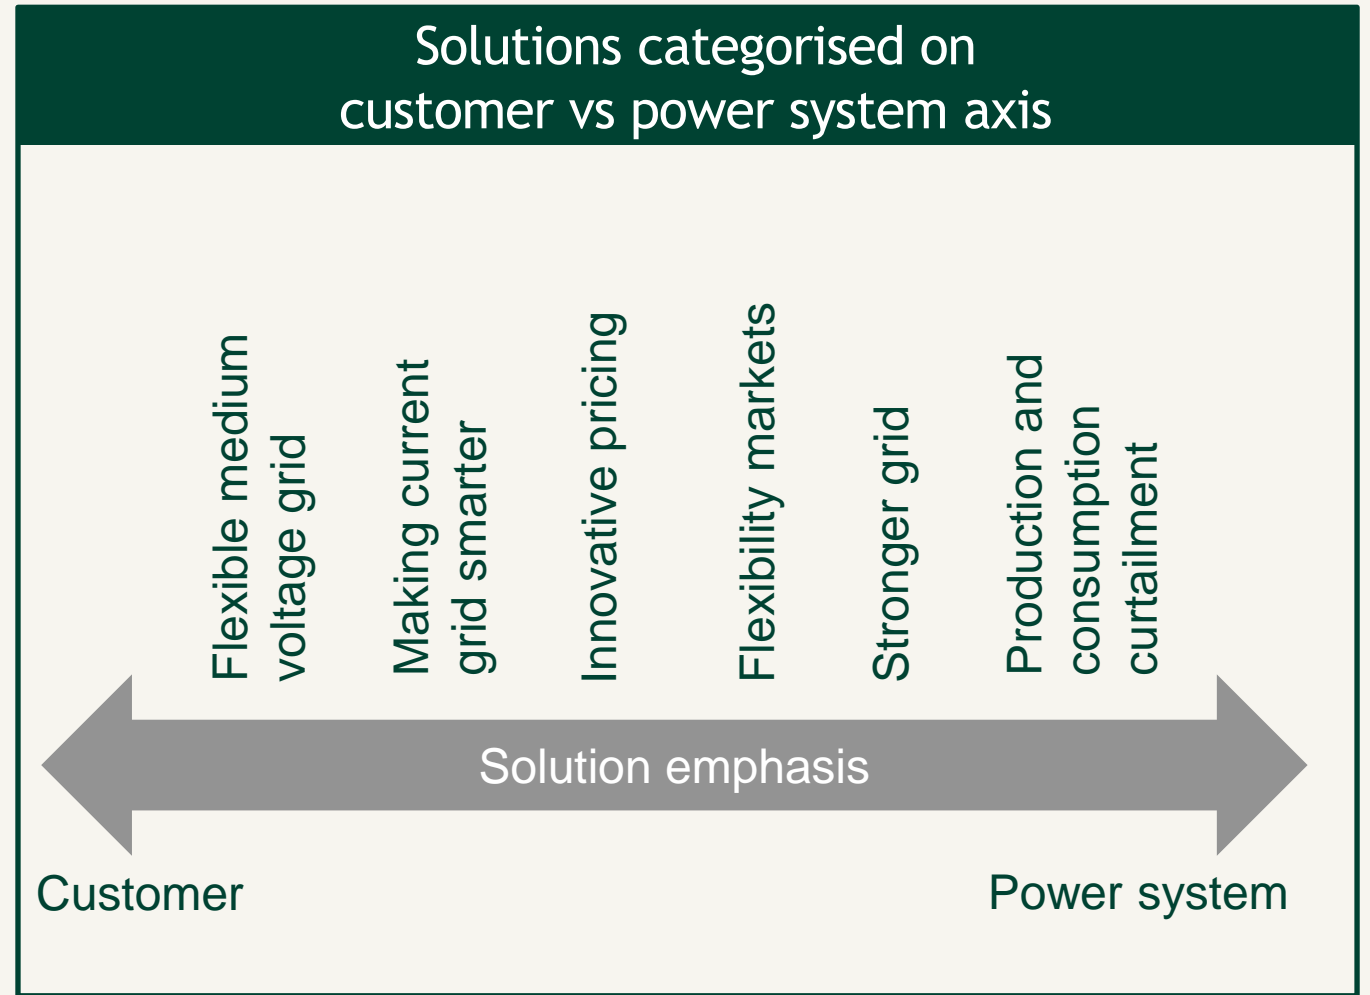 Solutions categorised on
customer vs power system axis
Flexible medium
voltage grid
Making current
grid smarter
Innovative pricing
Flexibility markets
Stronger grid
Production and
consumption
curtailment
Solution emphasis
Customer
Power system